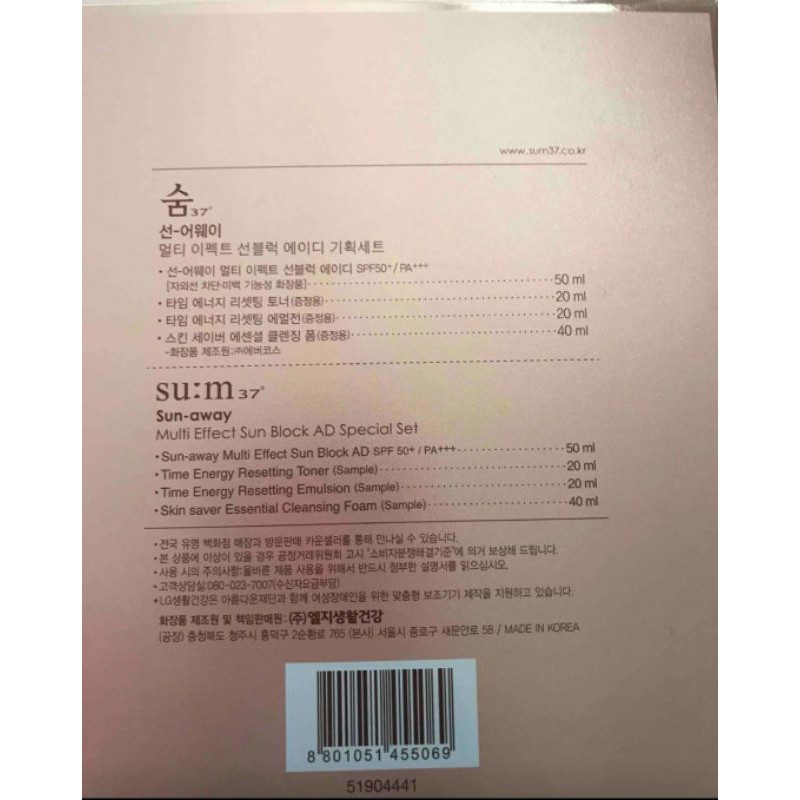 www.sum37.co.kr
숨37°
선-어웨이
멀티 이펙트 선블럭 에이디 기획세트
• 선-어웨이 멀티 이펙트 선블럭 에이디 SPF50+/PA+++
[자외선 차단·미백 기능성 화장품] 50 ml
• 타임 에너지 리셋팅 토너(증정용) 20 ml
• 타임 에너지 리셋팅 에멀전(증정용) 20 ml
• 스킨 세이버 에센셜 클렌징 폼(증정용) 40 ml
-화장품 제조원:㈜에버코스
su:m37°
Sun-away
Multi Effect Sun Block AD Special Set
• Sun-away Multi Effect Sun Block AD SPF 50+ / PA+++ 50 ml
• Time Energy Resetting Toner (Sample) 20 ml
• Time Energy Resetting Emulsion (Sample) 20 ml
• Skin saver Essential Cleansing Foam (Sample) 40 ml
• 전국 유명 백화점 매장과 방문판매 카운셀러를 통해 만나실 수 있습니다.
• 본 상품에 이상이 있을 경우 공정거래위원회 고시 '소비자분쟁해결기준'에 의거 보상해 드립니다.
• 사용 시의 주의사항:올바른 제품 사용을 위해서 반드시 첨부한 설명서를 읽으십시오.
• 고객상담실:080-023-7007(수신자요금부담)
• LG생활건강은 아름다운재단과 함께 여성장애인을 위한 맞춤형 보조기기 제작을 지원하고 있습니다.
화장품 제조원 및 책임판매원: (주)엘지생활건강
(공장) 충청북도 청주시 흥덕구 2순환로 765 (본사) 서울시 종로구 새문안로 58 / MADE IN KOREA
8 801051 455069
51904441